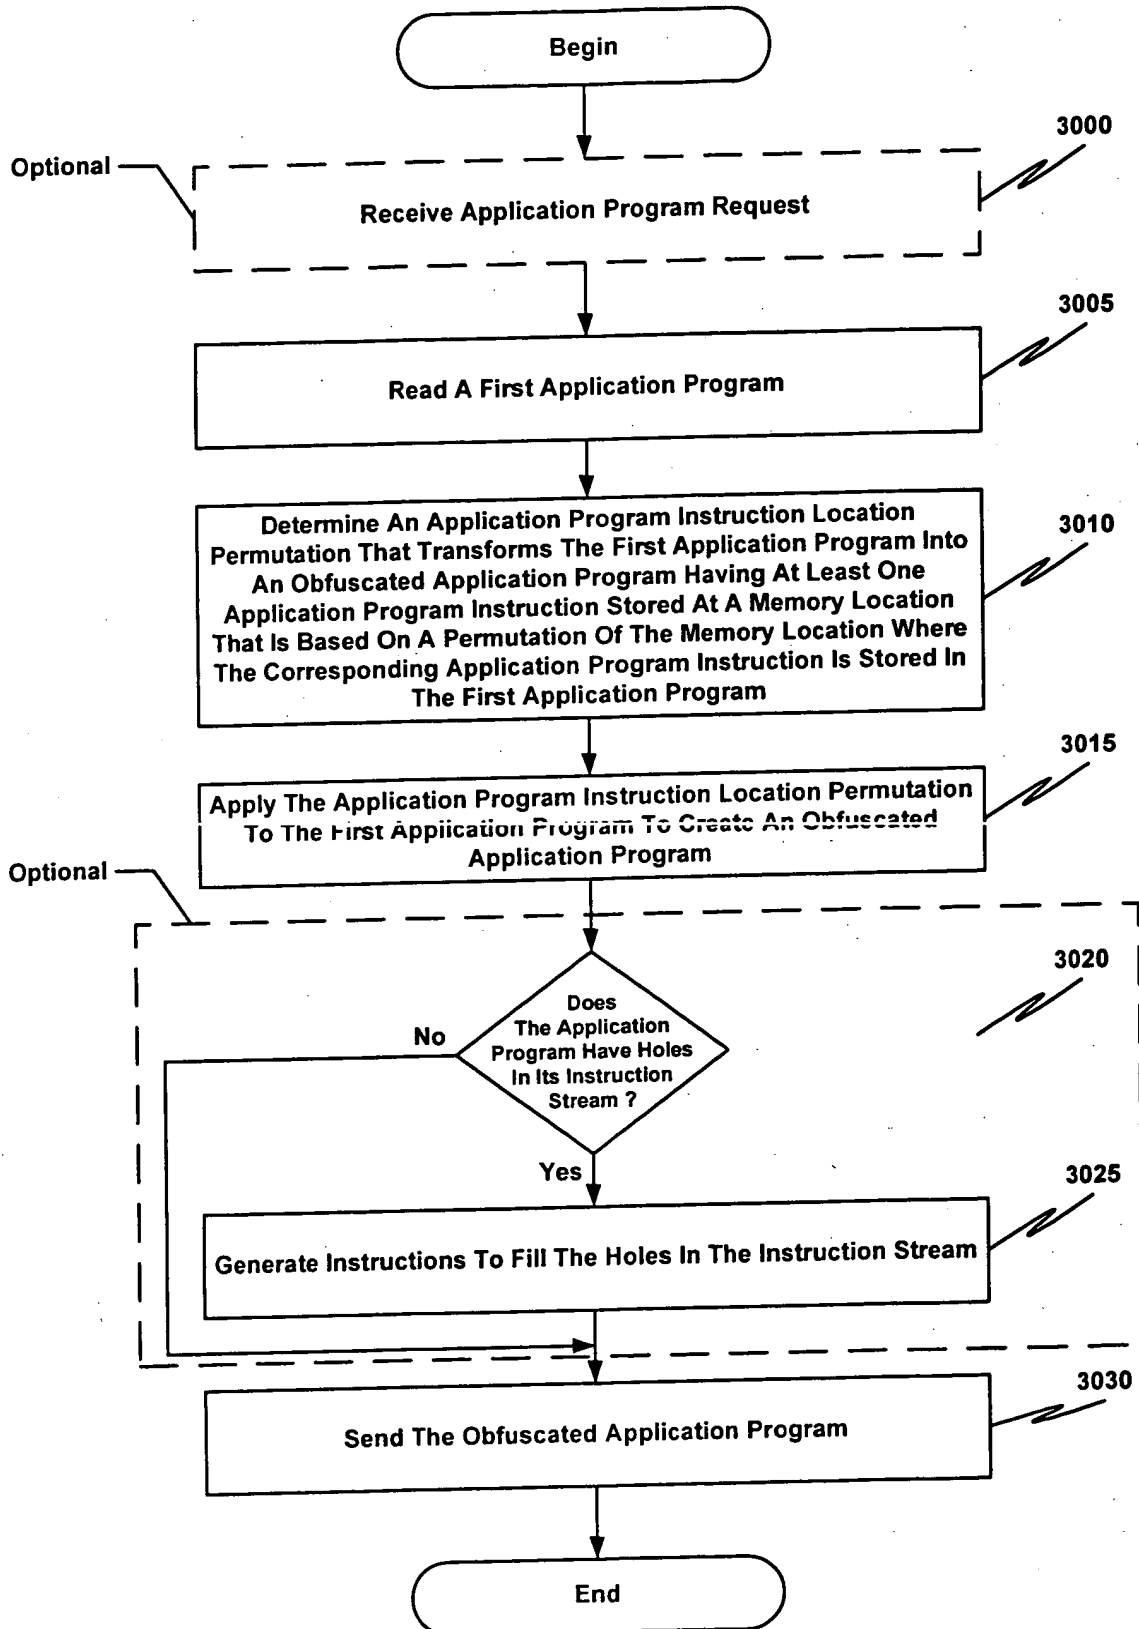 Begin
3000
Optional
Receive Application Program Request
3005
Read A First Application Program
3010
Determine An Application Program Instruction Location
Permutation That Transforms The First Application Program Into
An Obfuscated Application Program Having At Least One
Application Program Instruction Stored At A Memory Location
That Is Based On A Permutation Of The Memory Location Where
The Corresponding Application Program Instruction Is Stored In
The First Application Program
3015
Apply The Application Program Instruction Location Permutation
To The First Application Program To Create An Obfuscated
Application Program
Optional
3020
Does
The Application
Program Have Holes
In Its Instruction
Stream ?
No
Yes
3025
Generate Instructions To Fill The Holes In The Instruction Stream
3030
Send The Obfuscated Application Program
End